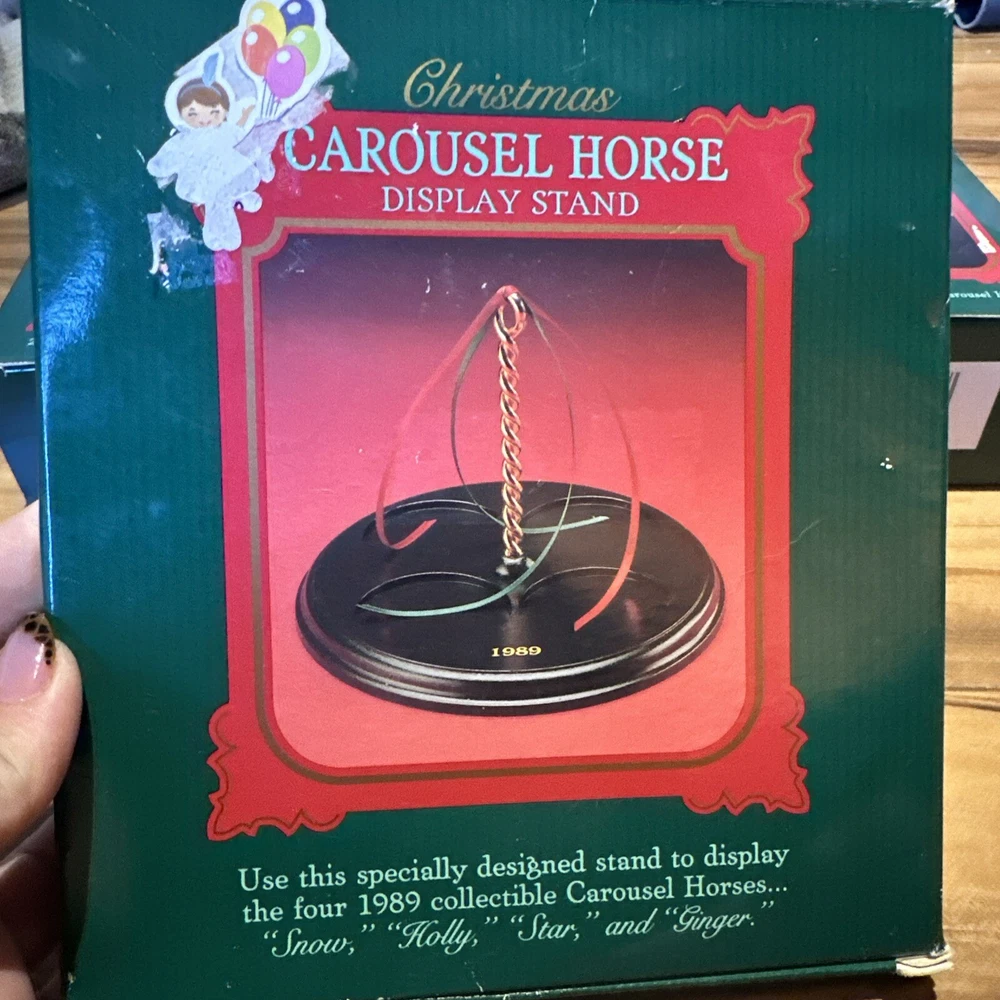 Christmas
CAROUSEL HORSE
DISPLAY STAND
1989
Use this specially designed stand to display
the four 1989 collectible Carousel Horses...
“Snow,” “Holly,” “Star,” and “Ginger.”